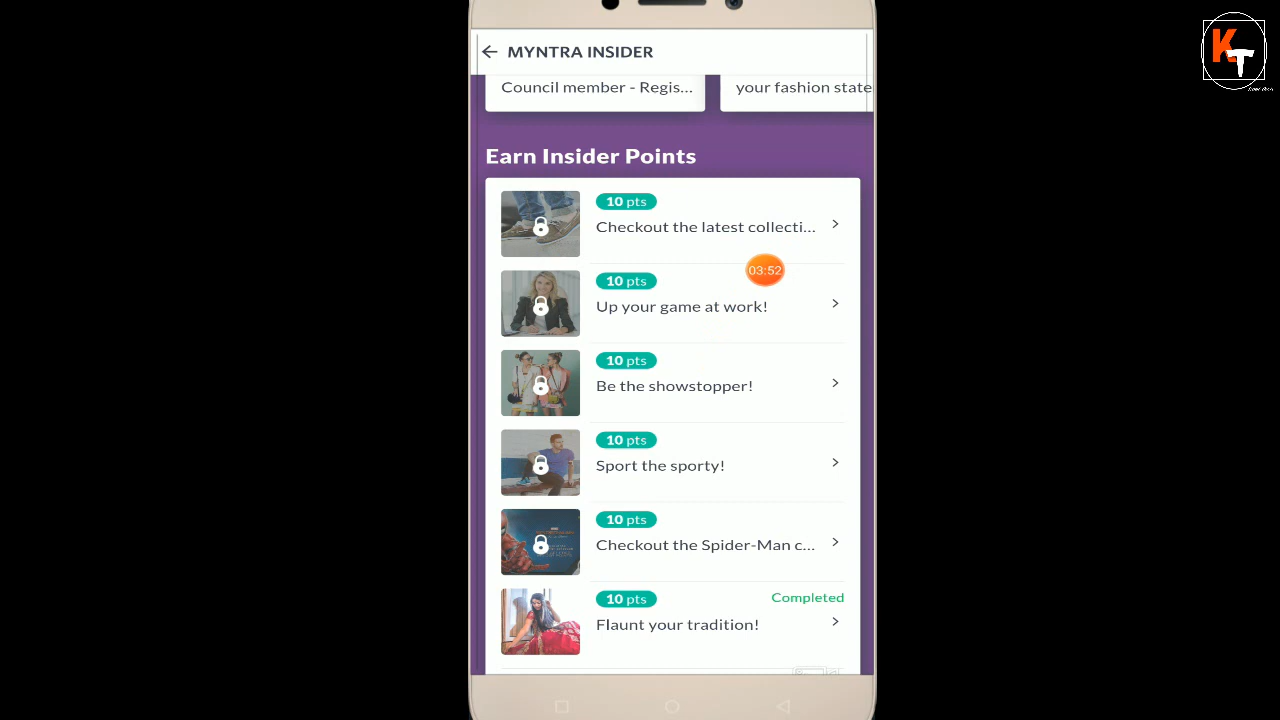 MYNTRA INSIDER
Council member - Regis...
your fashion state
Earn Insider Points
10 pts
Checkout the latest collecti...
03:52
10 pts
Up your game at work!
10 pts
Be the showstopper!
10 pts
Sport the sporty!
10 pts
Checkout the Spider-Man c...
10 pts
Completed
Flaunt your tradition!
KT